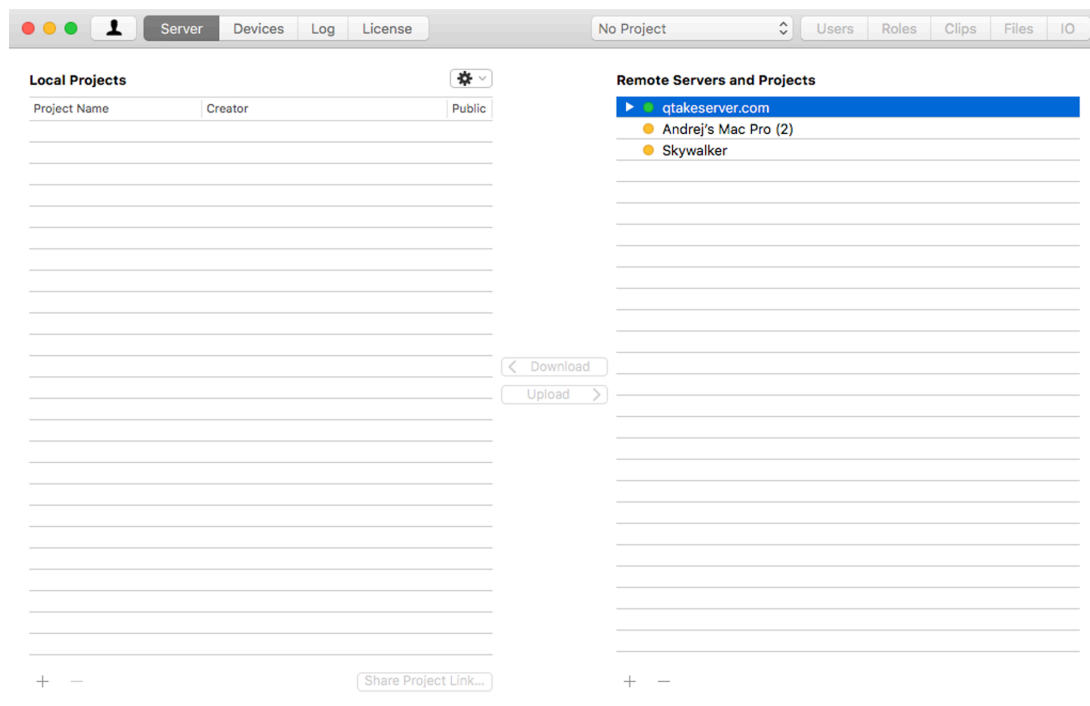 Server Devices Log License No Project Users Roles Clips Files IO
Local Projects
Project Name Creator Public
Remote Servers and Projects
qtakeserver.com
Andrej's Mac Pro (2)
Skywalker
Download
Upload
Share Project Link...